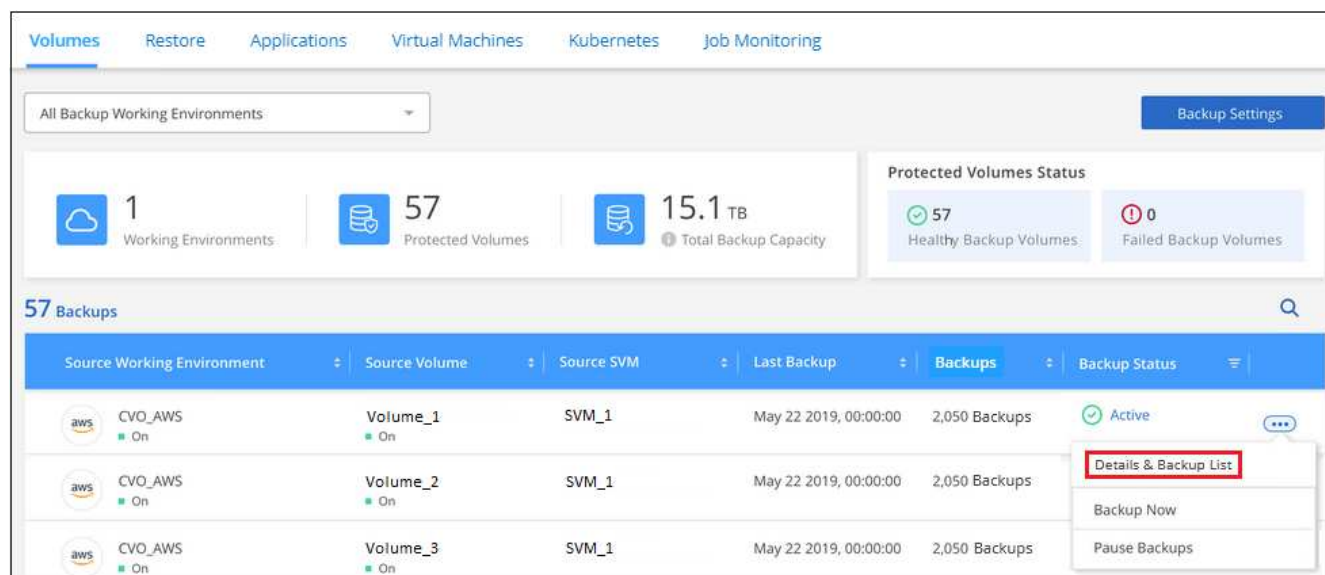 Volumes Restore Applications Virtual Machines Kubernetes Job Monitoring
All Backup Working Environments
Backup Settings
1
Working Environments
57
Protected Volumes
15.1 TB
Total Backup Capacity
Protected Volumes Status
57
Healthy Backup Volumes
0
Failed Backup Volumes
57 Backups
Source Working Environment Source Volume Source SVM Last Backup Backups Backup Status
aws CVO_AWS Volume_1 SVM_1 May 22 2019, 00:00:00 2,050 Backups Active
On On
Details & Backup List
aws CVO_AWS Volume_2 SVM_1 May 22 2019, 00:00:00 2,050 Backups
On On
Backup Now
aws CVO_AWS Volume_3 SVM_1 May 22 2019, 00:00:00 2,050 Backups
Pause Backups
On On